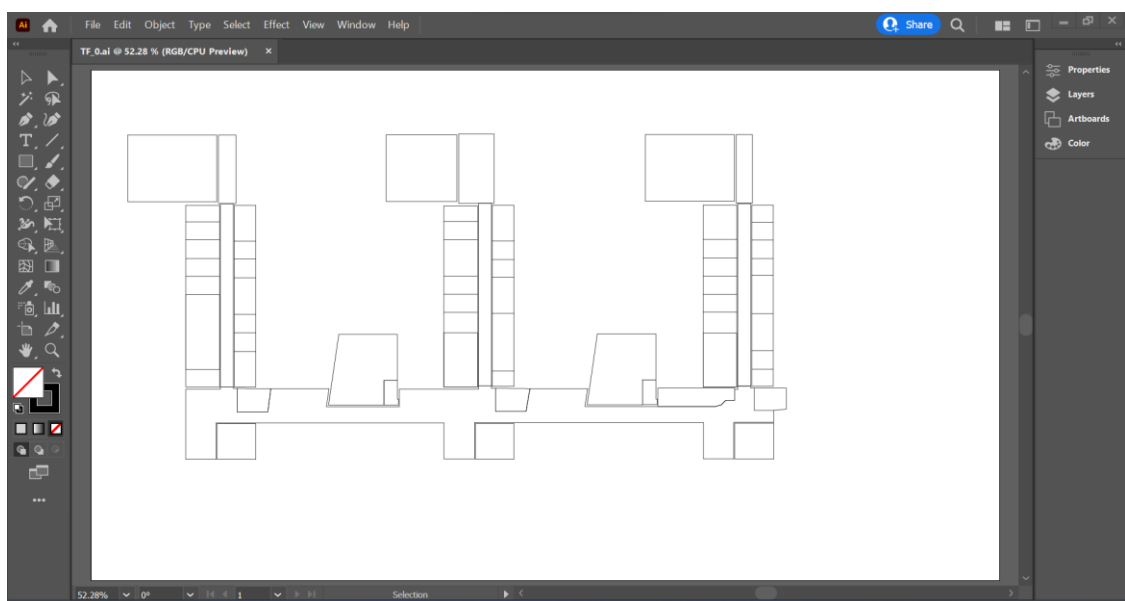 Ai File Edit Object Type Select Effect View Window Help Share
TF_0.ai @ 52.28 % (RGB/CPU Preview) ×
Properties
Layers
Artboards
Color
52.28% 0° 1 Selection